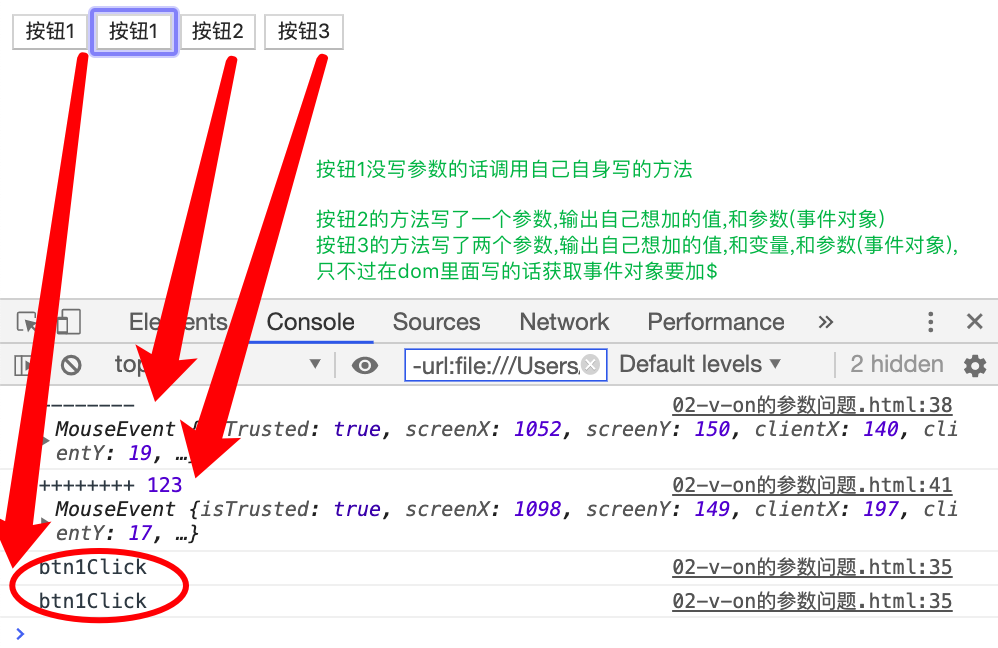 按钮1 按钮1 按钮2 按钮3
按钮1没写参数的话调用自己自身写的方法
按钮2的方法写了一个参数,输出自己想加的值,和参数(事件对象)
按钮3的方法写了两个参数,输出自己想加的值,和变量,和参数(事件对象),
只不过在dom里面写的话获取事件对象要加$
Elements Console Sources Network Performance »
top -url:file:///Users/ Default levels ▼ 2 hidden
-------- 02-v-on的参数问题.html:38
MouseEvent {isTrusted: true, screenX: 1052, screenY: 150, clientX: 140, cli
entY: 19, …}
++++++++ 123 02-v-on的参数问题.html:41
MouseEvent {isTrusted: true, screenX: 1098, screenY: 149, clientX: 197, cli
entY: 17, …}
btn1Click 02-v-on的参数问题.html:35
btn1Click 02-v-on的参数问题.html:35